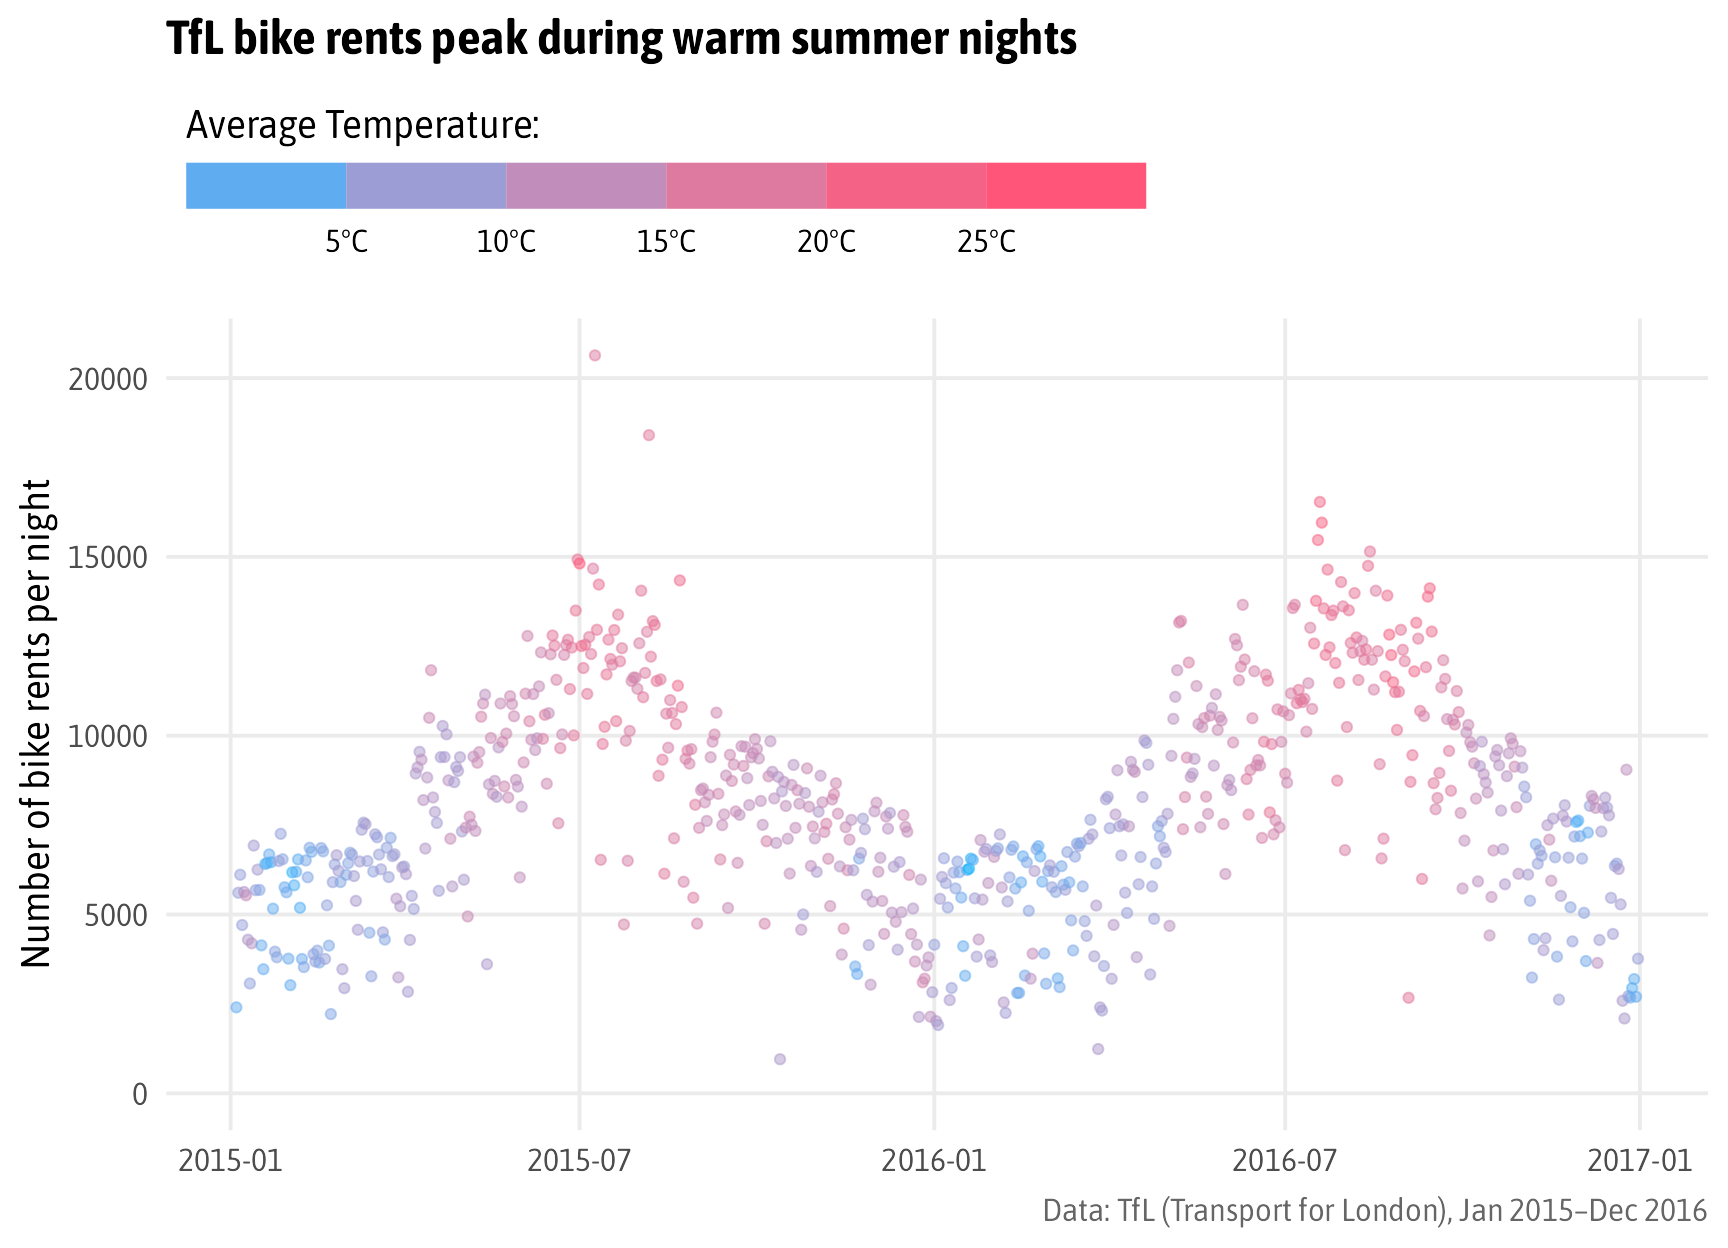 TfL bike rents peak during warm summer nights
Average Temperature:
5°C 10°C 15°C 20°C 25°C
Number of bike rents per night
20000
15000
10000
5000
0
2015-01 2015-07 2016-01 2016-07 2017-01
Data: TfL (Transport for London), Jan 2015–Dec 2016